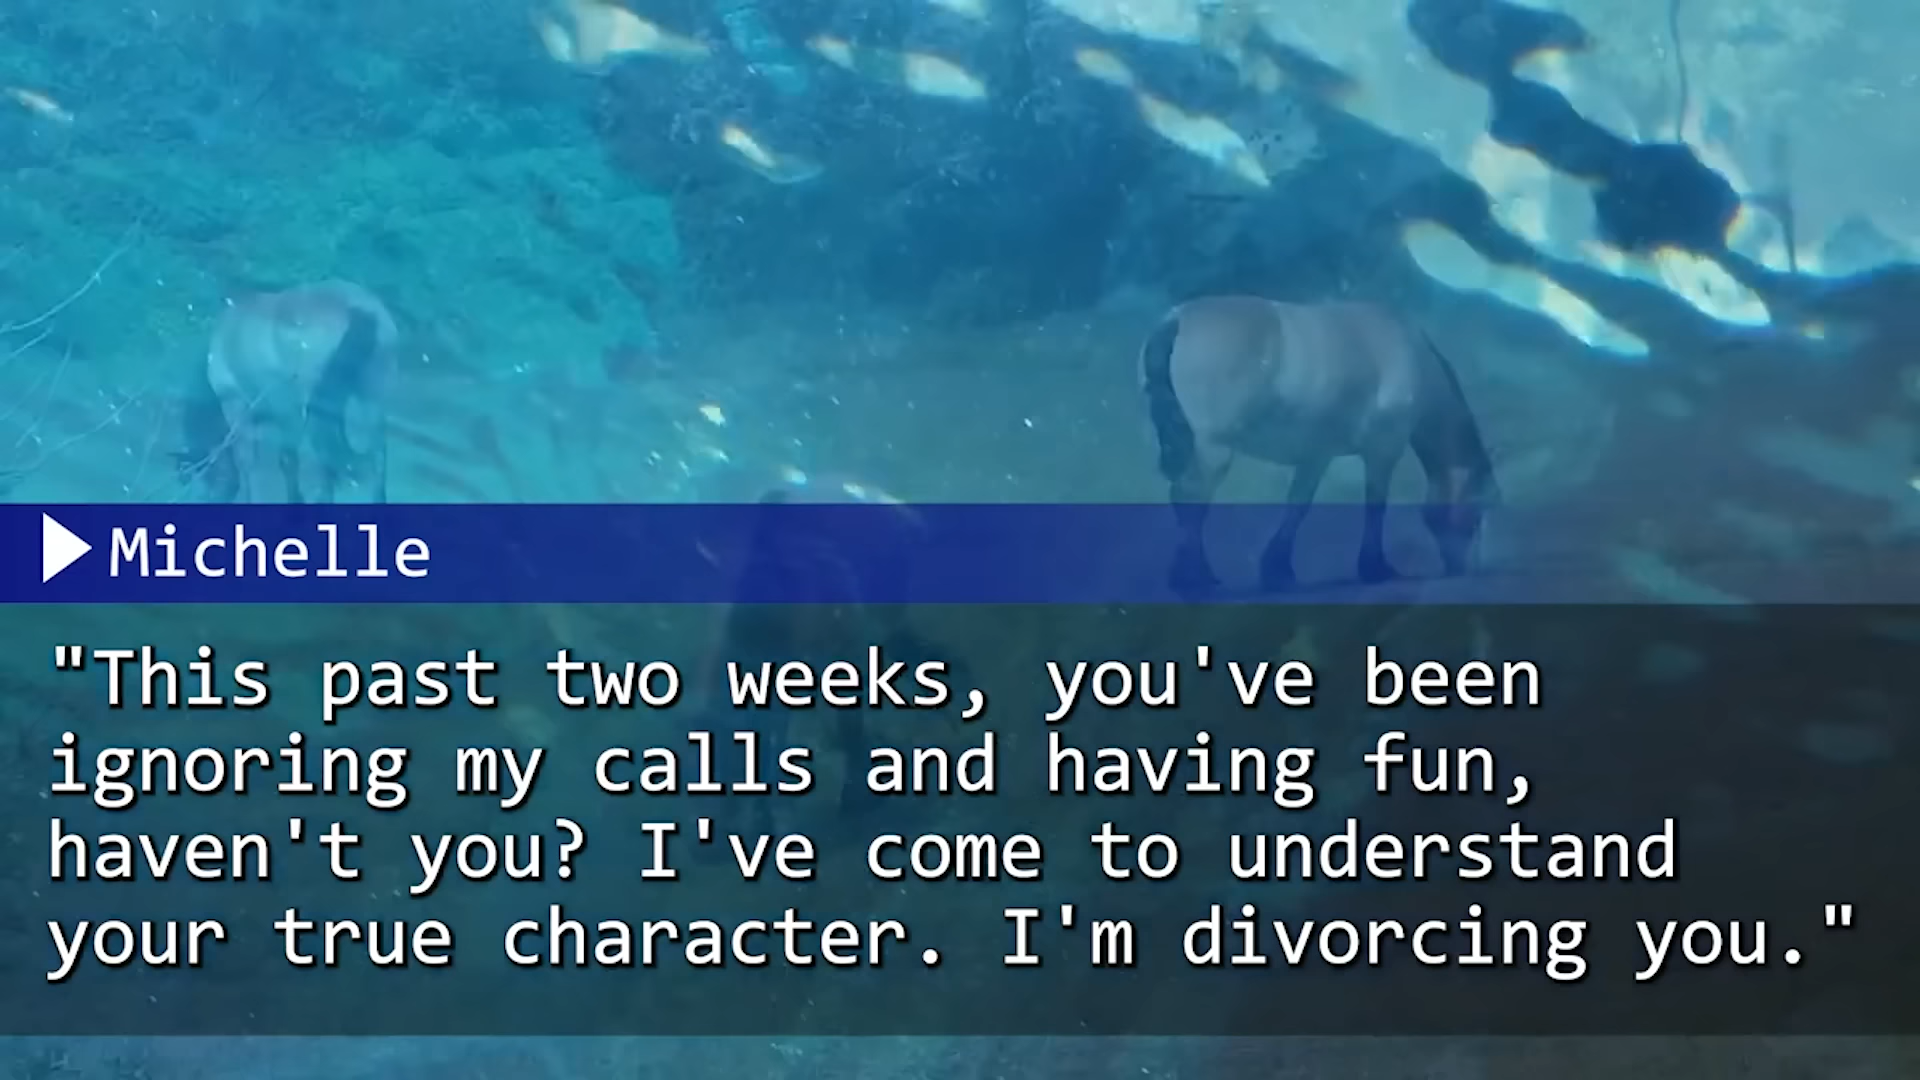 Michelle
"This past two weeks, you've been
ignoring my calls and having fun,
haven't you? I've come to understand
your true character. I'm divorcing you."